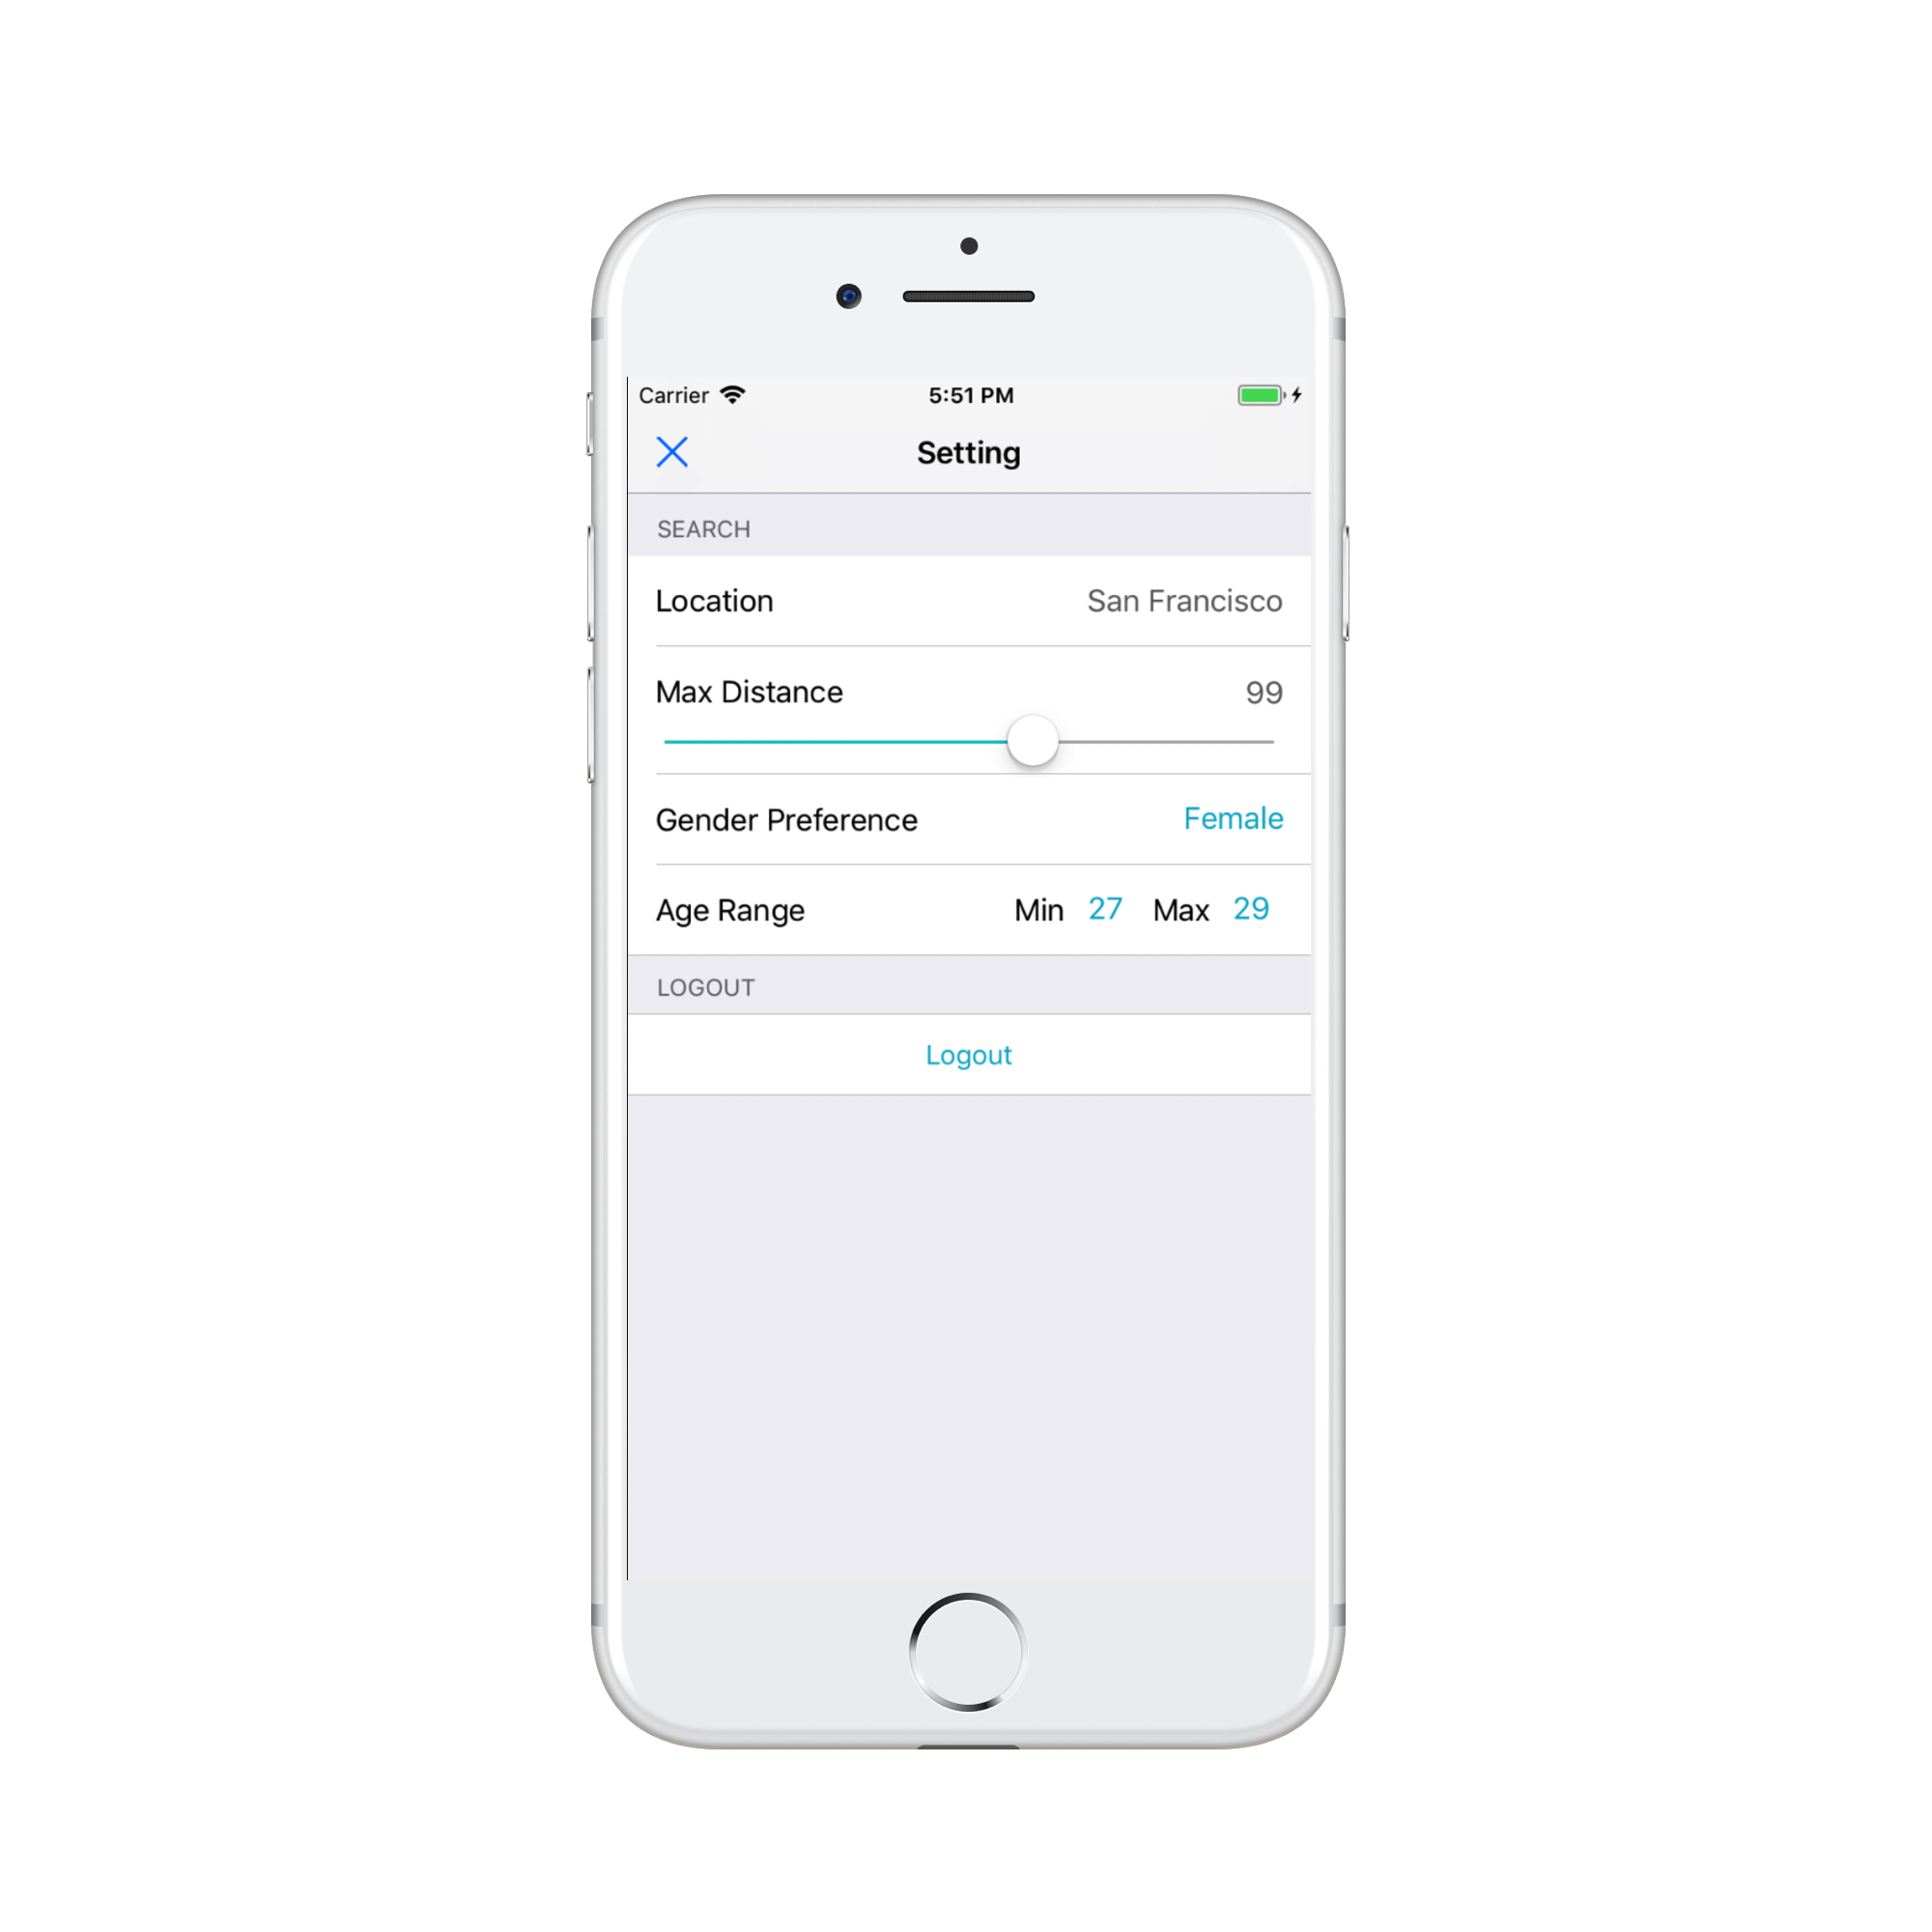 Carrier 5:51 PM
Setting
SEARCH
Location San Francisco
Max Distance 99
Gender Preference Female
Age Range Min 27 Max 29
LOGOUT
Logout